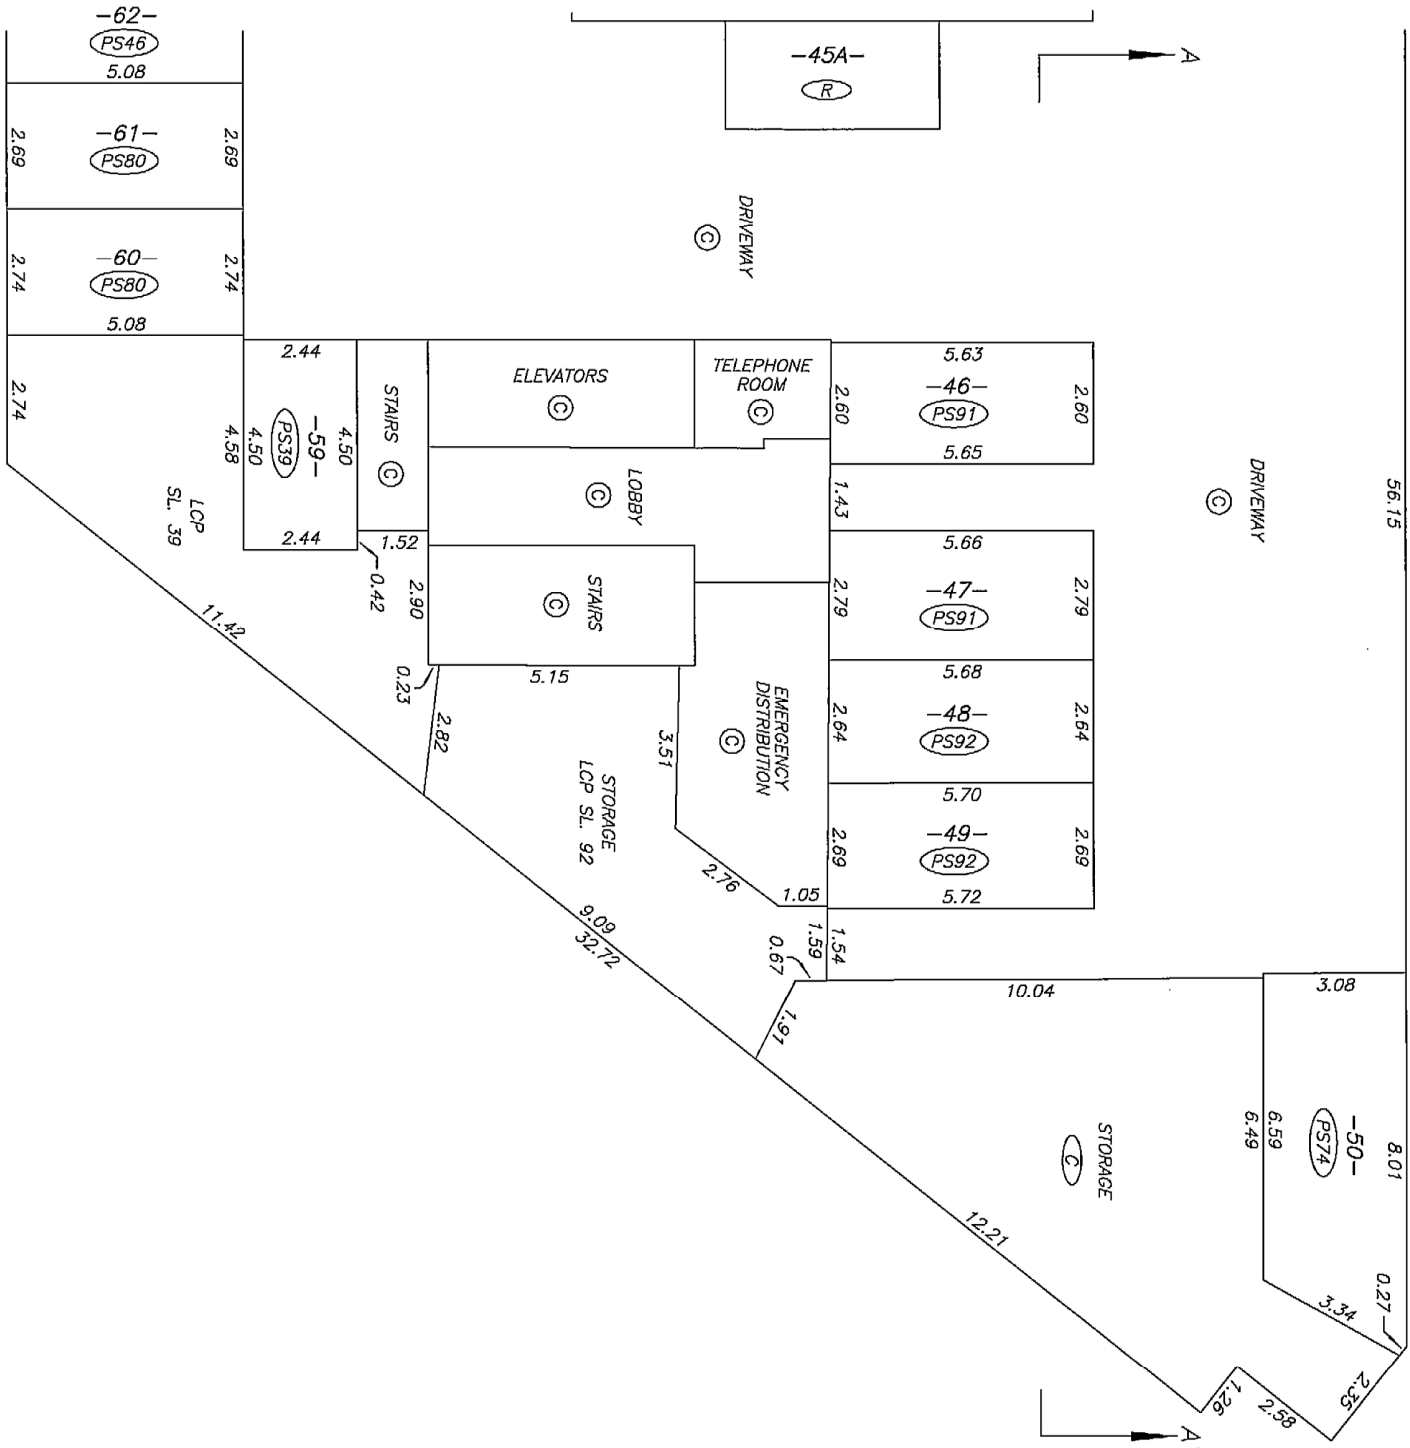 -62-
PS46
5.08
-45A-
R
A
2.69
-61-
PS80
2.69
DRIVEWAY
C
2.74
-60-
PS80
2.74
5.08
2.74
2.44
-59-
PS39
4.50
4.50
4.58
2.44
0.42
STAIRS
C
1.52
ELEVATORS
C
TELEPHONE
ROOM
C
LOBBY
C
5.63
-46-
PS91
2.60
2.60
5.65
1.43
DRIVEWAY
C
56.15
5.66
-47-
PS91
2.79
2.79
5.68
-48-
PS92
2.64
2.64
5.70
-49-
PS92
2.69
2.69
5.72
LCP
SL. 39
11.42
2.90
STAIRS
C
0.23
5.15
2.82
3.51
EMERGENCY
DISTRIBUTION
C
STORAGE
LCP SL. 92
2.76
1.05
1.59
1.54
0.67
9.09
32.72
1.91
10.04
3.08
-50-
PS74
8.01
6.59
6.49
STORAGE
C
12.21
3.34
0.27
2.35
2.58
1.26
A